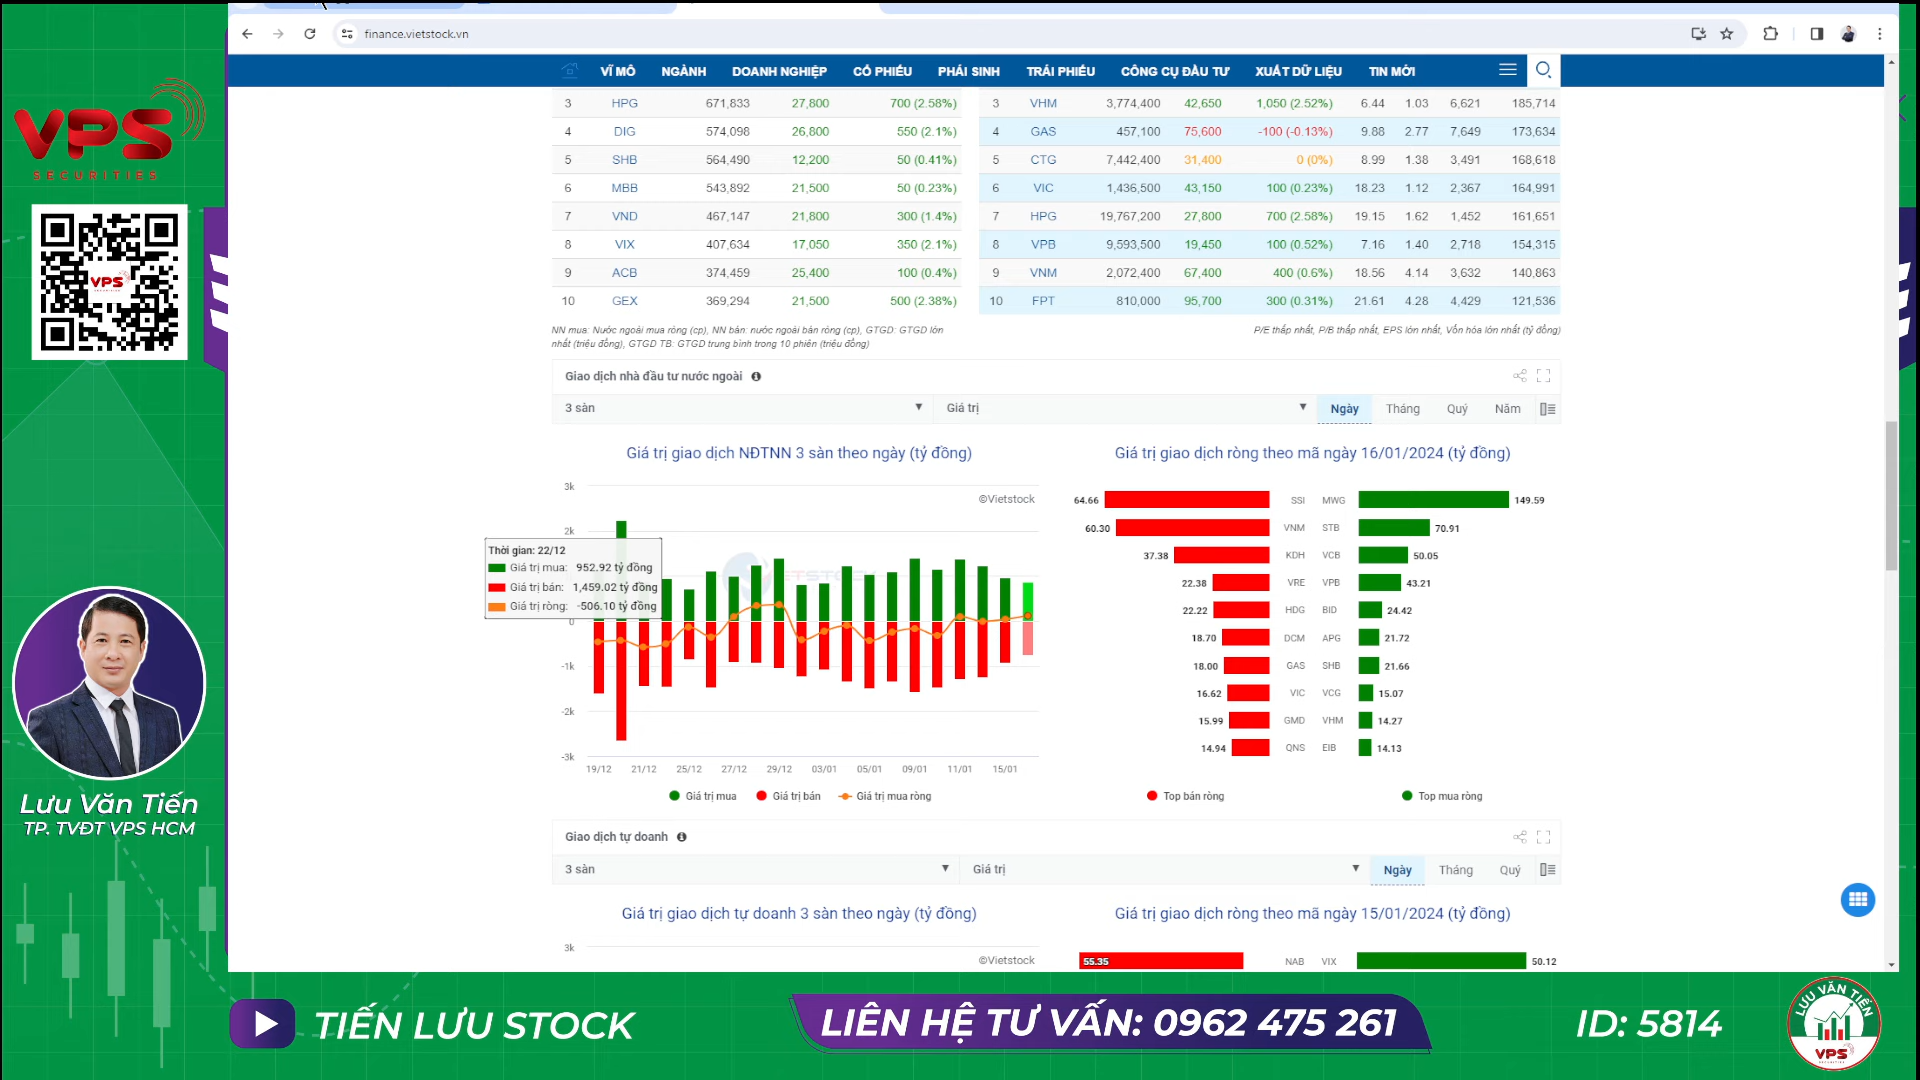 finance.vietstock.vn
VĨ MÔ NGÀNH DOANH NGHIỆP CỔ PHIẾU PHÁI SINH TRÁI PHIẾU CÔNG CỤ ĐẦU TƯ XUẤT DỮ LIỆU TIN MỚI
3 HPG 671,833 27,800 700 (2.58%)
4 DIG 574,098 26,800 550 (2.1%)
5 SHB 564,490 12,200 50 (0.41%)
6 MBB 543,892 21,500 50 (0.23%)
7 VND 467,147 21,800 300 (1.4%)
8 VIX 407,634 17,050 350 (2.1%)
9 ACB 374,459 25,400 100 (0.4%)
10 GEX 369,294 21,500 500 (2.38%)
NN mua: Nước ngoài mua ròng (cp), NN bán: nước ngoài bán ròng (cp), GTGD: GTGD lớn
nhất (triệu đồng), GTGD TB: GTGD trung bình trong 10 phiên (triệu đồng)
3 VHM 3,774,400 42,650 1,050 (2.52%) 6.44 1.03 6,621 185,714
4 GAS 457,100 75,600 -100 (-0.13%) 9.88 2.77 7,649 173,634
5 CTG 7,442,400 31,400 0 (0%) 8.99 1.38 3,491 168,618
6 VIC 1,436,500 43,150 100 (0.23%) 18.23 1.12 2,367 164,991
7 HPG 19,767,200 27,800 700 (2.58%) 19.15 1.62 1,452 161,651
8 VPB 9,593,500 19,450 100 (0.52%) 7.16 1.40 2,718 154,315
9 VNM 2,072,400 67,400 400 (0.6%) 18.56 4.14 3,632 140,863
10 FPT 810,000 95,700 300 (0.31%) 21.61 4.28 4,429 121,536
P/E thấp nhất, P/B thấp nhất, EPS lớn nhất, Vốn hóa lớn nhất (tỷ đồng)
Giao dịch nhà đầu tư nước ngoài
3 sàn Giá trị Ngày Tháng Quý Năm
Giá trị giao dịch NĐTNN 3 sàn theo ngày (tỷ đồng)
©Vietstock
3k
2k
0
-1k
-2k
-3k
Thời gian: 22/12
Giá trị mua: 952.92 tỷ đồng
Giá trị bán: 1,459.02 tỷ đồng
Giá trị ròng: -506.10 tỷ đồng
19/12 21/12 25/12 27/12 29/12 03/01 05/01 09/01 11/01 15/01
Giá trị mua Giá trị bán Giá trị mua ròng
Giá trị giao dịch ròng theo mã ngày 16/01/2024 (tỷ đồng)
64.66 SSI MWG 149.59
60.30 VNM STB 70.91
37.38 KDH VCB 50.05
22.38 VRE VPB 43.21
22.22 HDG BID 24.42
18.70 DCM APG 21.72
18.00 GAS SHB 21.66
16.62 VIC VCG 15.07
15.99 GMD VHM 14.27
14.94 QNS EIB 14.13
Top bán ròng Top mua ròng
Giao dịch tự doanh
3 sàn Giá trị Ngày Tháng Quý
Giá trị giao dịch tự doanh 3 sàn theo ngày (tỷ đồng)
3k
©Vietstock
Giá trị giao dịch ròng theo mã ngày 15/01/2024 (tỷ đồng)
55.35 NAB VIX 50.12
VPS
SECURITIES
VPS
Lưu Văn Tiến
TP. TVĐT VPS HCM
TIẾN LƯU STOCK
LIÊN HỆ TƯ VẤN: 0962 475 261
ID: 5814
LƯU VĂN TIẾN
VPS